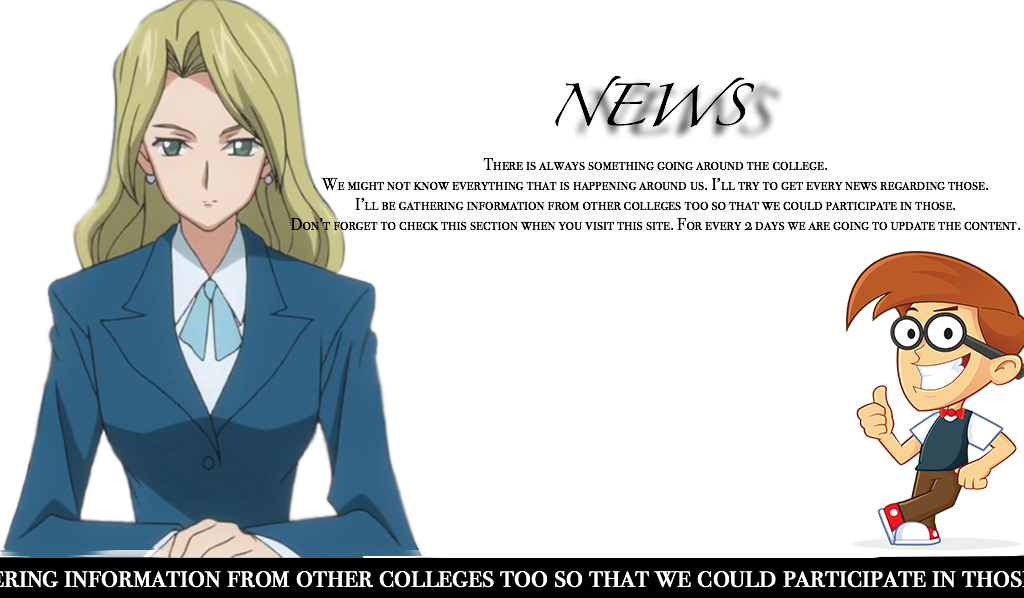 NEWS
There is always something going around the college.
We might not know everything that is happening around us. I'll try to get every news regarding those.
I'll be gathering information from other colleges too so that we could participate in those.
Don't forget to check this section when you visit this site. For every 2 days we are going to update the content.
ERING INFORMATION FROM OTHER COLLEGES TOO SO THAT WE COULD PARTICIPATE IN THOS